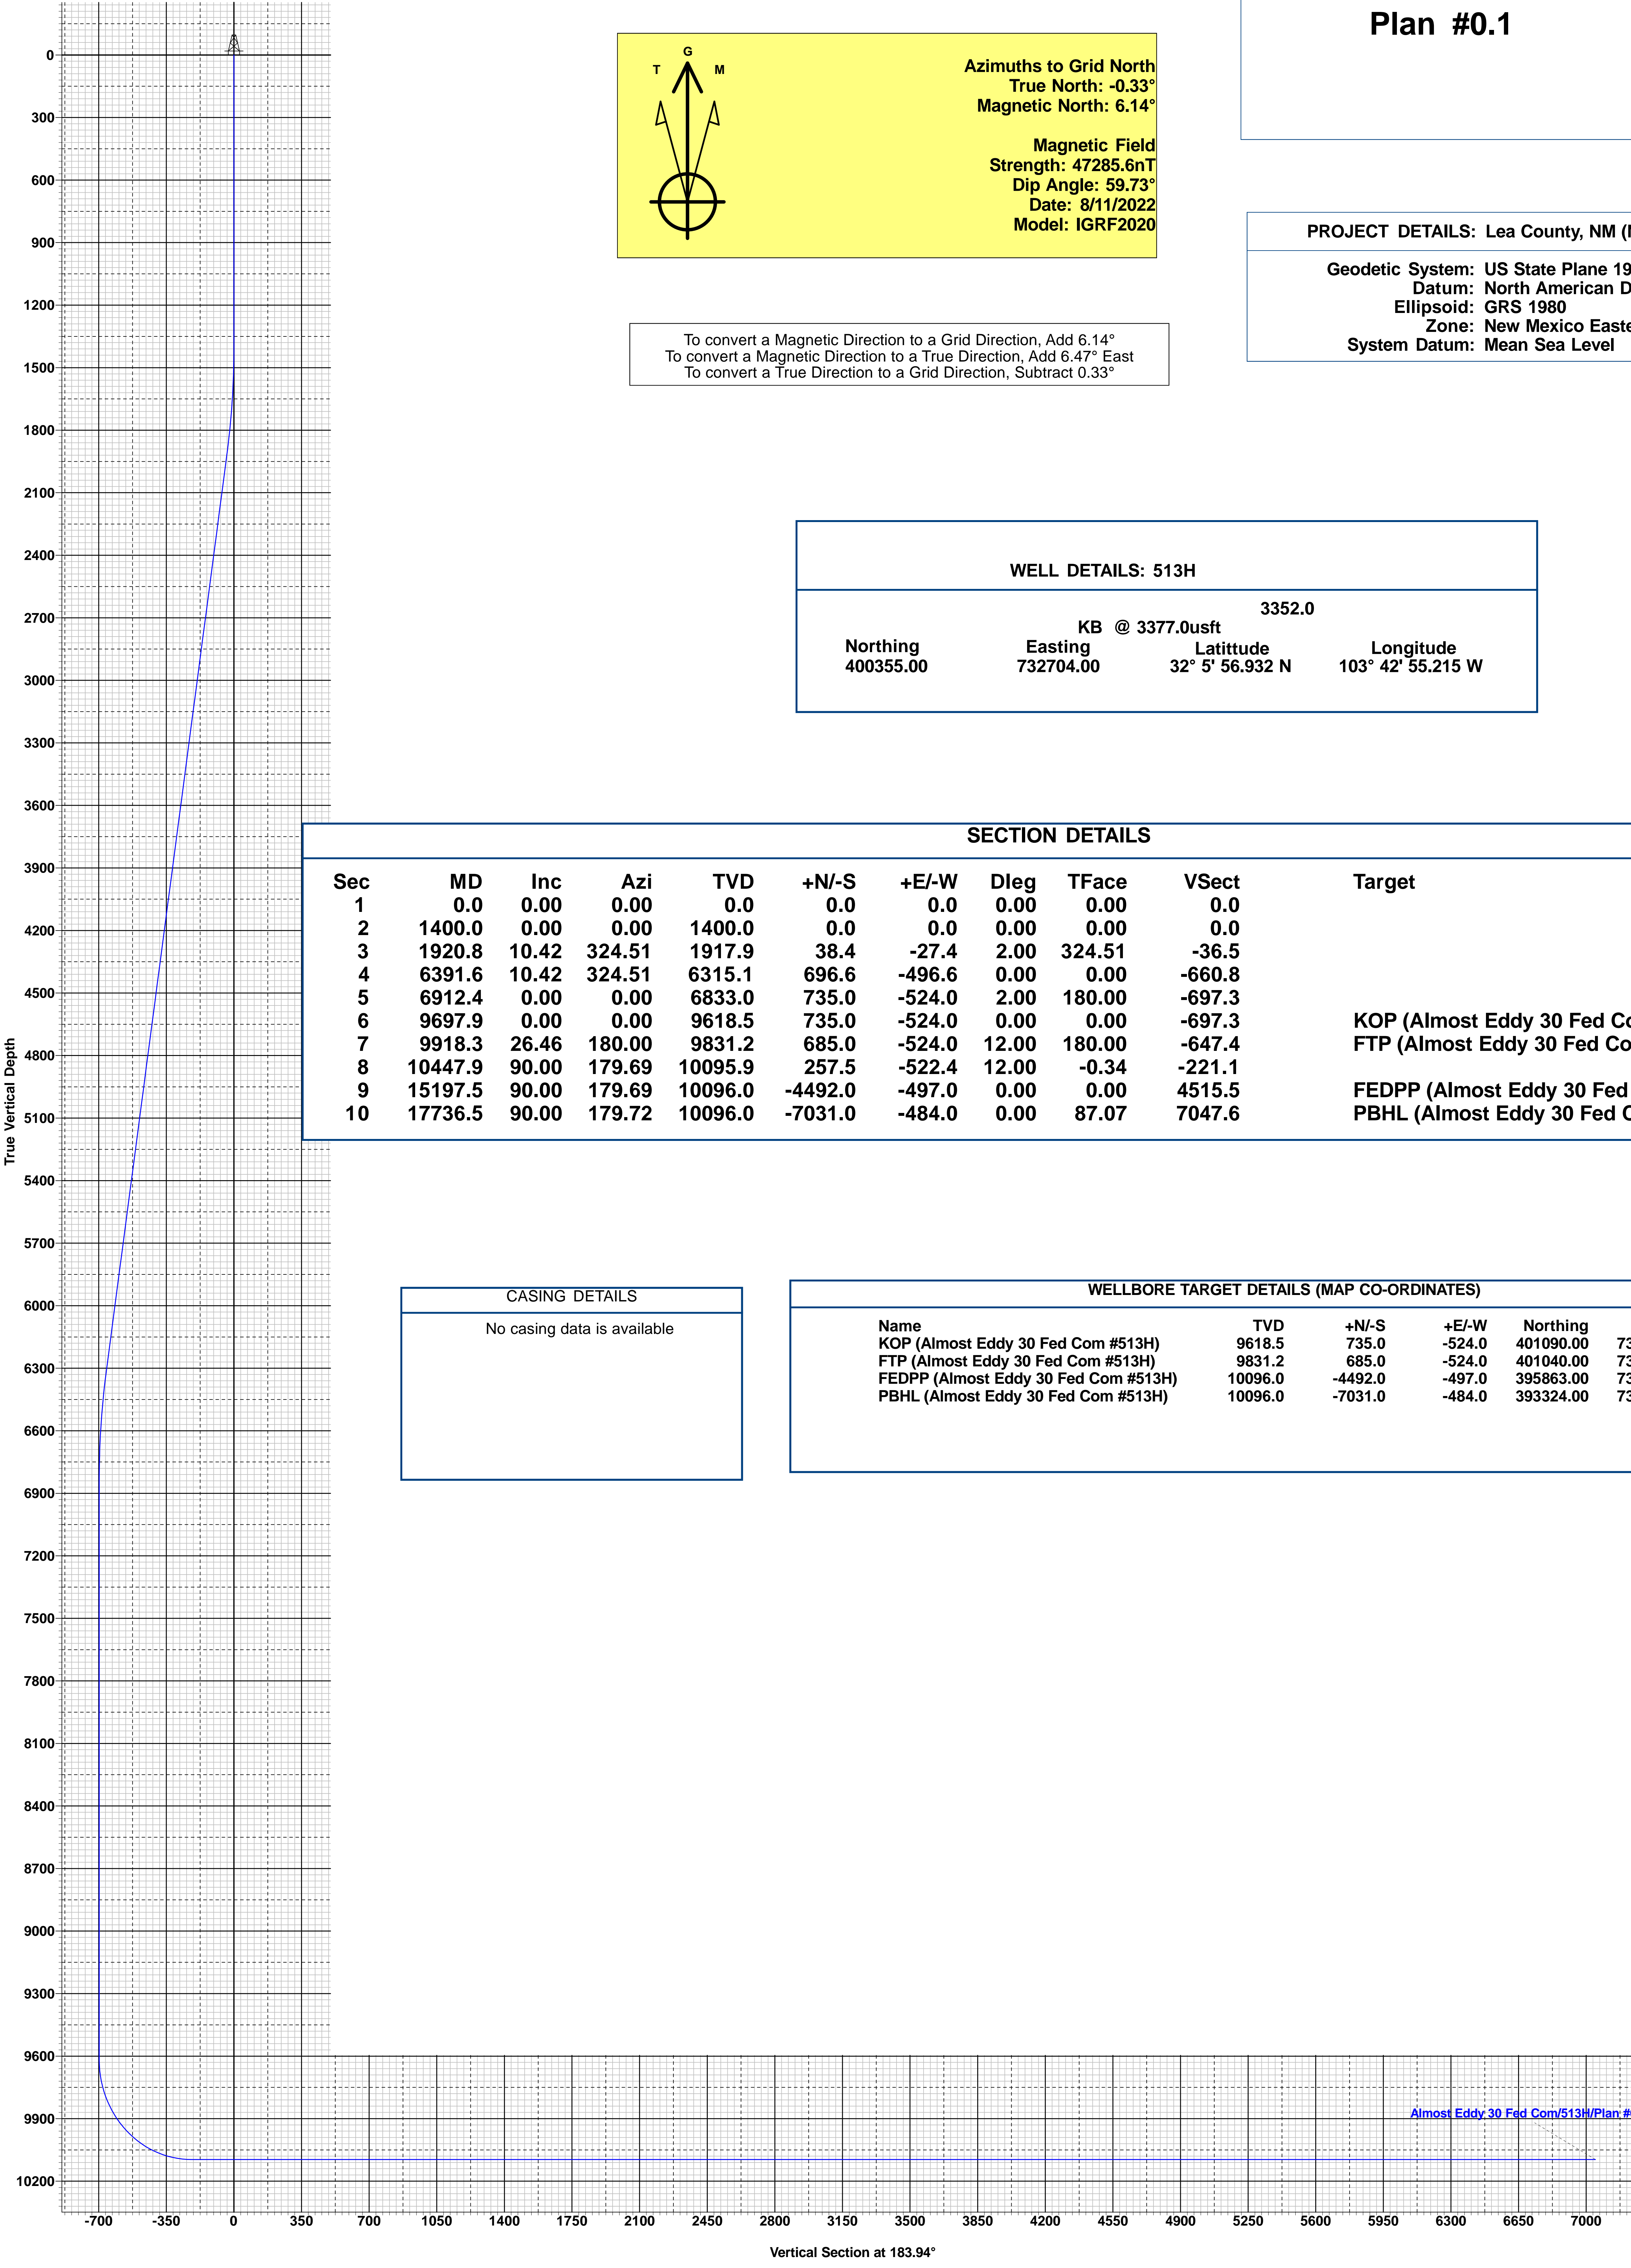 Plan #0.1
G
T M
Azimuths to Grid North
True North: -0.33°
Magnetic North: 6.14°
Magnetic Field
Strength: 47285.6nT
Dip Angle: 59.73°
Date: 8/11/2022
Model: IGRF2020
PROJECT DETAILS: Lea County, NM (
Geodetic System: US State Plane 19
Datum: North American D
Ellipsoid: GRS 1980
Zone: New Mexico Easte
System Datum: Mean Sea Level
To convert a Magnetic Direction to a Grid Direction, Add 6.14°
To convert a Magnetic Direction to a True Direction, Add 6.47° East
To convert a True Direction to a Grid Direction, Subtract 0.33°
WELL DETAILS: 513H
3352.0
KB @ 3377.0usft
Northing Easting Latittude Longitude
400355.00 732704.00 32° 5' 56.932 N 103° 42' 55.215 W
SECTION DETAILS
Sec MD Inc Azi TVD +N/-S +E/-W Dleg TFace VSect Target
1 0.0 0.00 0.00 0.0 0.0 0.0 0.00 0.00 0.0
2 1400.0 0.00 0.00 1400.0 0.0 0.0 0.00 0.00 0.0
3 1920.8 10.42 324.51 1917.9 38.4 -27.4 2.00 324.51 -36.5
4 6391.6 10.42 324.51 6315.1 696.6 -496.6 0.00 0.00 -660.8
5 6912.4 0.00 0.00 6833.0 735.0 -524.0 2.00 180.00 -697.3
6 9697.9 0.00 0.00 9618.5 735.0 -524.0 0.00 0.00 -697.3 KOP (Almost Eddy 30 Fed Co
7 9918.3 26.46 180.00 9831.2 685.0 -524.0 12.00 180.00 -647.4 FTP (Almost Eddy 30 Fed Co
8 10447.9 90.00 179.69 10095.9 257.5 -522.4 12.00 -0.34 -221.1
9 15197.5 90.00 179.69 10096.0 -4492.0 -497.0 0.00 0.00 4515.5 FEDPP (Almost Eddy 30 Fed
10 17736.5 90.00 179.72 10096.0 -7031.0 -484.0 0.00 87.07 7047.6 PBHL (Almost Eddy 30 Fed C
CASING DETAILS
No casing data is available
WELLBORE TARGET DETAILS (MAP CO-ORDINATES)
Name TVD +N/-S +E/-W Northing
KOP (Almost Eddy 30 Fed Com #513H) 9618.5 735.0 -524.0 401090.00 73
FTP (Almost Eddy 30 Fed Com #513H) 9831.2 685.0 -524.0 401040.00 73
FEDPP (Almost Eddy 30 Fed Com #513H) 10096.0 -4492.0 -497.0 395863.00 73
PBHL (Almost Eddy 30 Fed Com #513H) 10096.0 -7031.0 -484.0 393324.00 73
True Vertical Depth
0
300
600
900
1200
1500
1800
2100
2400
2700
3000
3300
3600
3900
4200
4500
4800
5100
5400
5700
6000
6300
6600
6900
7200
7500
7800
8100
8400
8700
9000
9300
9600
9900
10200
Almost Eddy 30 Fed Com/513H/Plan #
-700 -350 0 350 700 1050 1400 1750 2100 2450 2800 3150 3500 3850 4200 4550 4900 5250 5600 5950 6300 6650 7000
Vertical Section at 183.94°